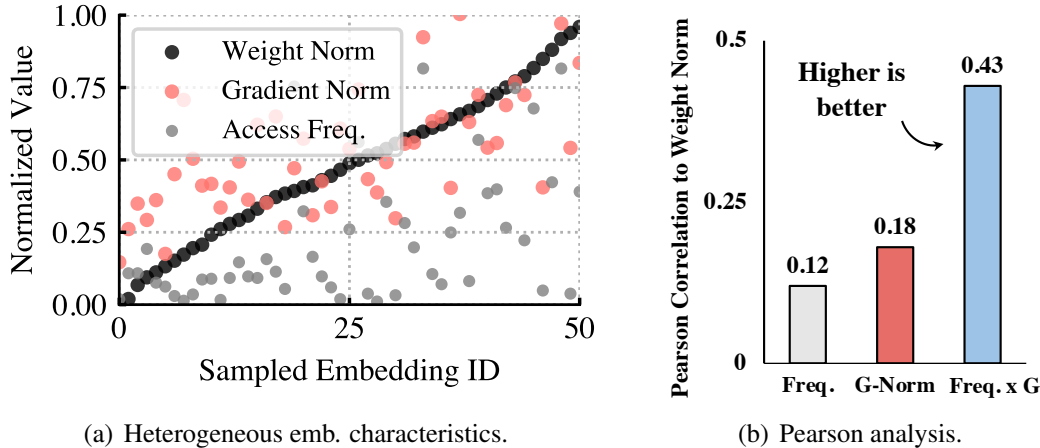 Normalized Value
1.00
0.75
0.50
0.25
0.00
Weight Norm
Gradient Norm
Access Freq.
0
25
50
Sampled Embedding ID
(a) Heterogeneous emb. characteristics.
Pearson Correlation to Weight Norm
0.5
0.25
0
Higher is
better
0.12
0.18
0.43
Freq.
G-Norm
Freq. x G
(b) Pearson analysis.